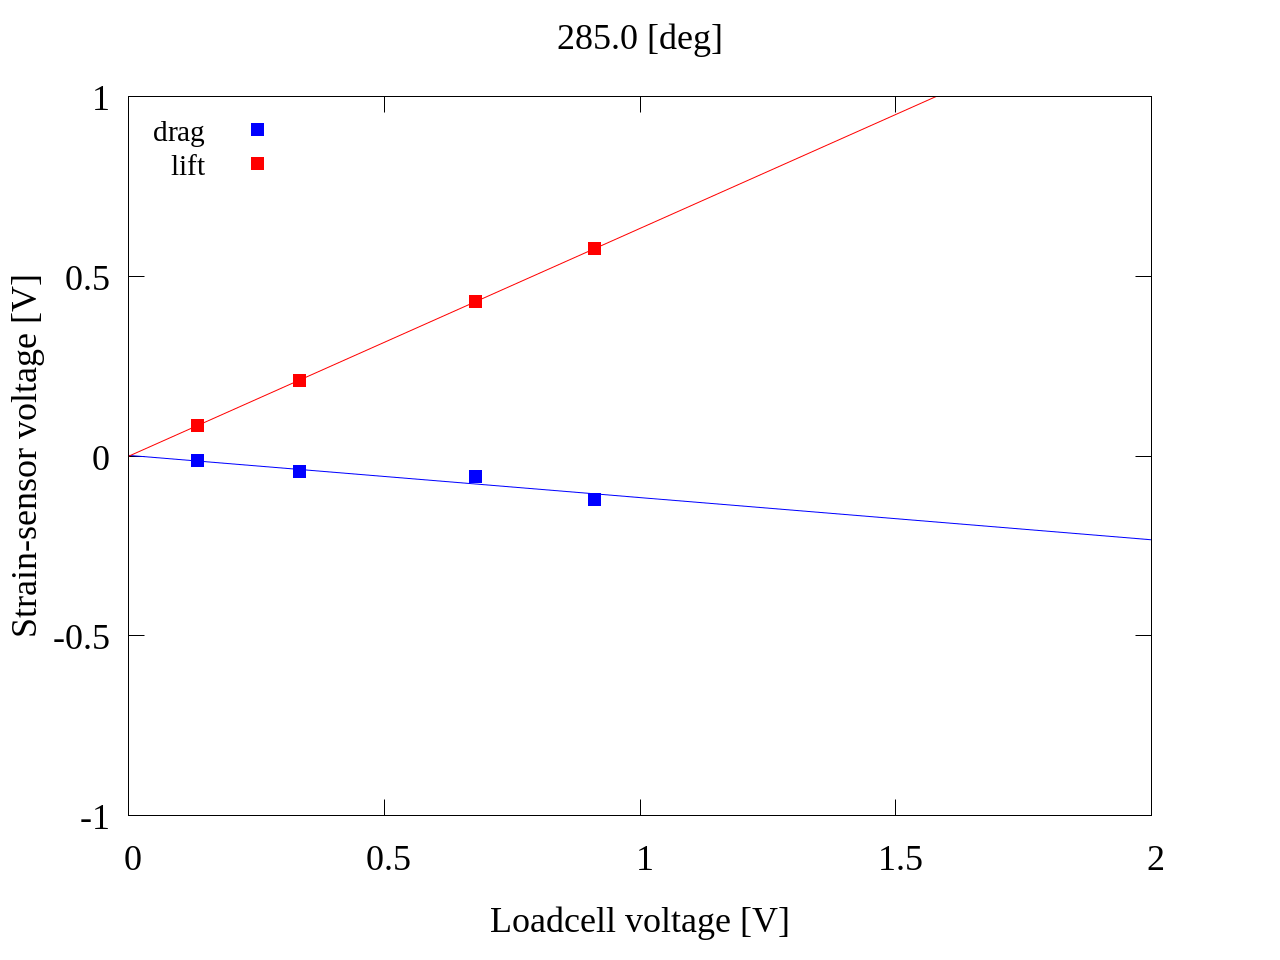 285.0 [deg]
drag
lift
1
0.5
0
-0.5
-1
Strain-sensor voltage [V]
0 0.5 1 1.5 2
Loadcell voltage [V]